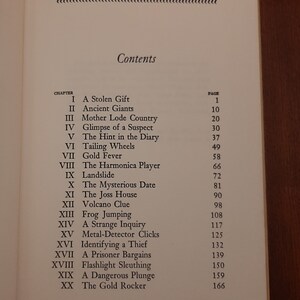 Contents
CHAPTER PAGE
I A Stolen Gift 1
II Ancient Giants 10
III Mother Lode Country 20
IV Glimpse of a Suspect 30
V The Hint in the Diary 37
VI Tailing Wheels 49
VII Gold Fever 58
VIII The Harmonica Player 66
IX Landslide 72
X The Mysterious Date 81
XI The Joss House 90
XII Volcano Clue 98
XIII Frog Jumping 108
XIV A Strange Inquiry 117
XV Metal-Detector Clicks 125
XVI Identifying a Thief 132
XVII A Prisoner Bargains 139
XVIII Flashlight Sleuthing 150
XIX A Dangerous Plunge 159
XX The Gold Rocker 166